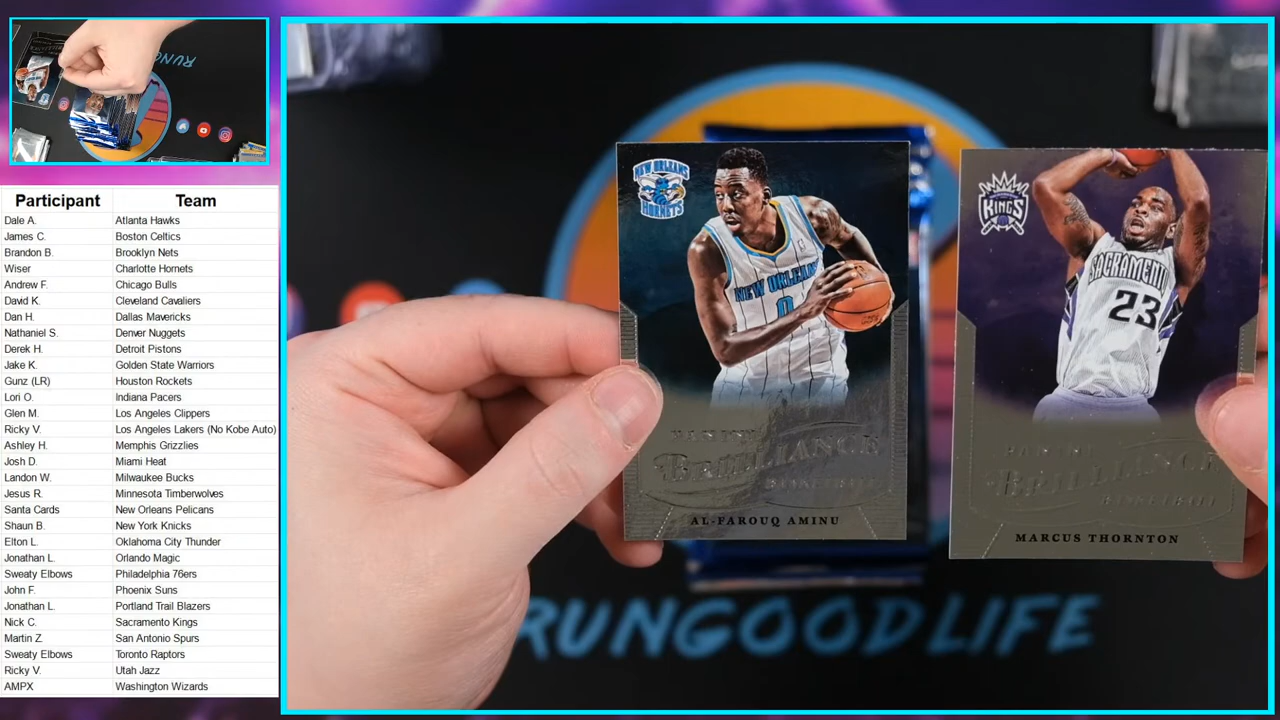 Participant Team
Dale A. Atlanta Hawks
James C. Boston Celtics
Brandon B. Brooklyn Nets
Wiser Charlotte Hornets
Andrew F. Chicago Bulls
David K. Cleveland Cavaliers
Dan H. Dallas Mavericks
Nathaniel S. Denver Nuggets
Derek H. Detroit Pistons
Jake K. Golden State Warriors
Gunz (LR) Houston Rockets
Lori O. Indiana Pacers
Glen M. Los Angeles Clippers
Ricky V. Los Angeles Lakers (No Kobe Auto)
Ashley H. Memphis Grizzlies
Josh D. Miami Heat
Landon W. Milwaukee Bucks
Jesus R. Minnesota Timberwolves
Santa Cards New Orleans Pelicans
Shaun B. New York Knicks
Elton L. Oklahoma City Thunder
Jonathan L. Orlando Magic
Sweaty Elbows Philadelphia 76ers
John F. Phoenix Suns
Jonathan L. Portland Trail Blazers
Nick C. Sacramento Kings
Martin Z. San Antonio Spurs
Sweaty Elbows Toronto Raptors
Ricky V. Utah Jazz
AMPX Washington Wizards
NEW ORLEANS
HORNETS
NEW ORLEANS
0
PANINI
BRILLIANCE
BASKETBALL
AL-FAROUQ AMINU
KINGS
SACRAMENTO
23
PANINI
BRILLIANCE
BASKETBALL
MARCUS THORNTON
RUNGOODLIFE